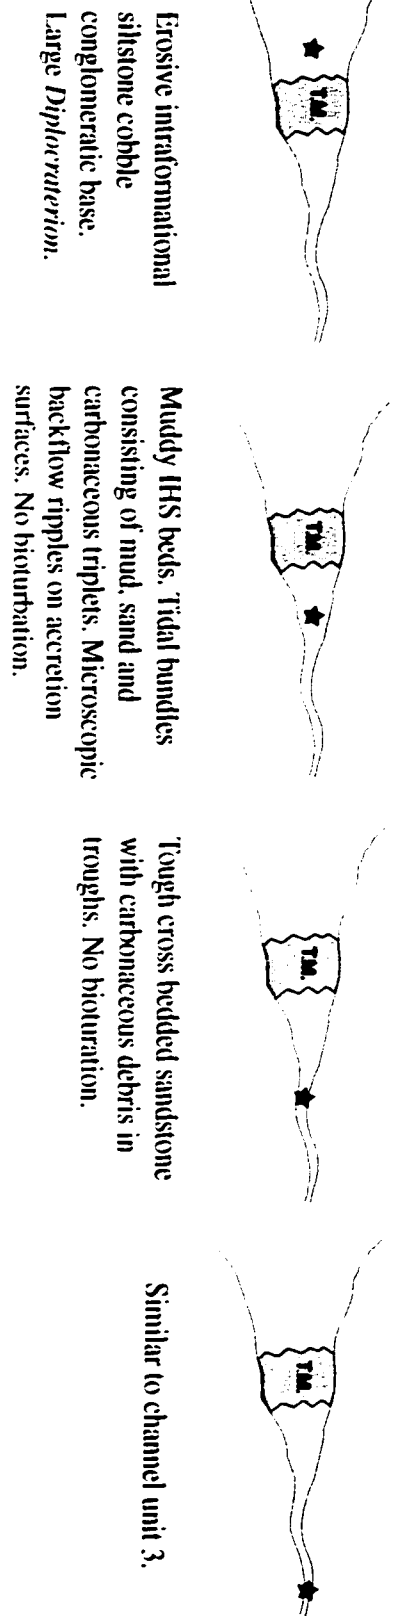 T.M.
Erosive intraformational
siltstone cobble
conglomeratic base.
Large Diplocraterion.
T.M.
Muddy IHS beds. Tidal bundles
consisting of mud, sand and
carbonaceous triplets. Microscopic
backflow ripples on accretion
surfaces. No bioturbation.
T.M.
Tough cross bedded sandstone
with carbonaceous debris in
troughs. No bioturation.
T.M.
Similar to channel unit 3.